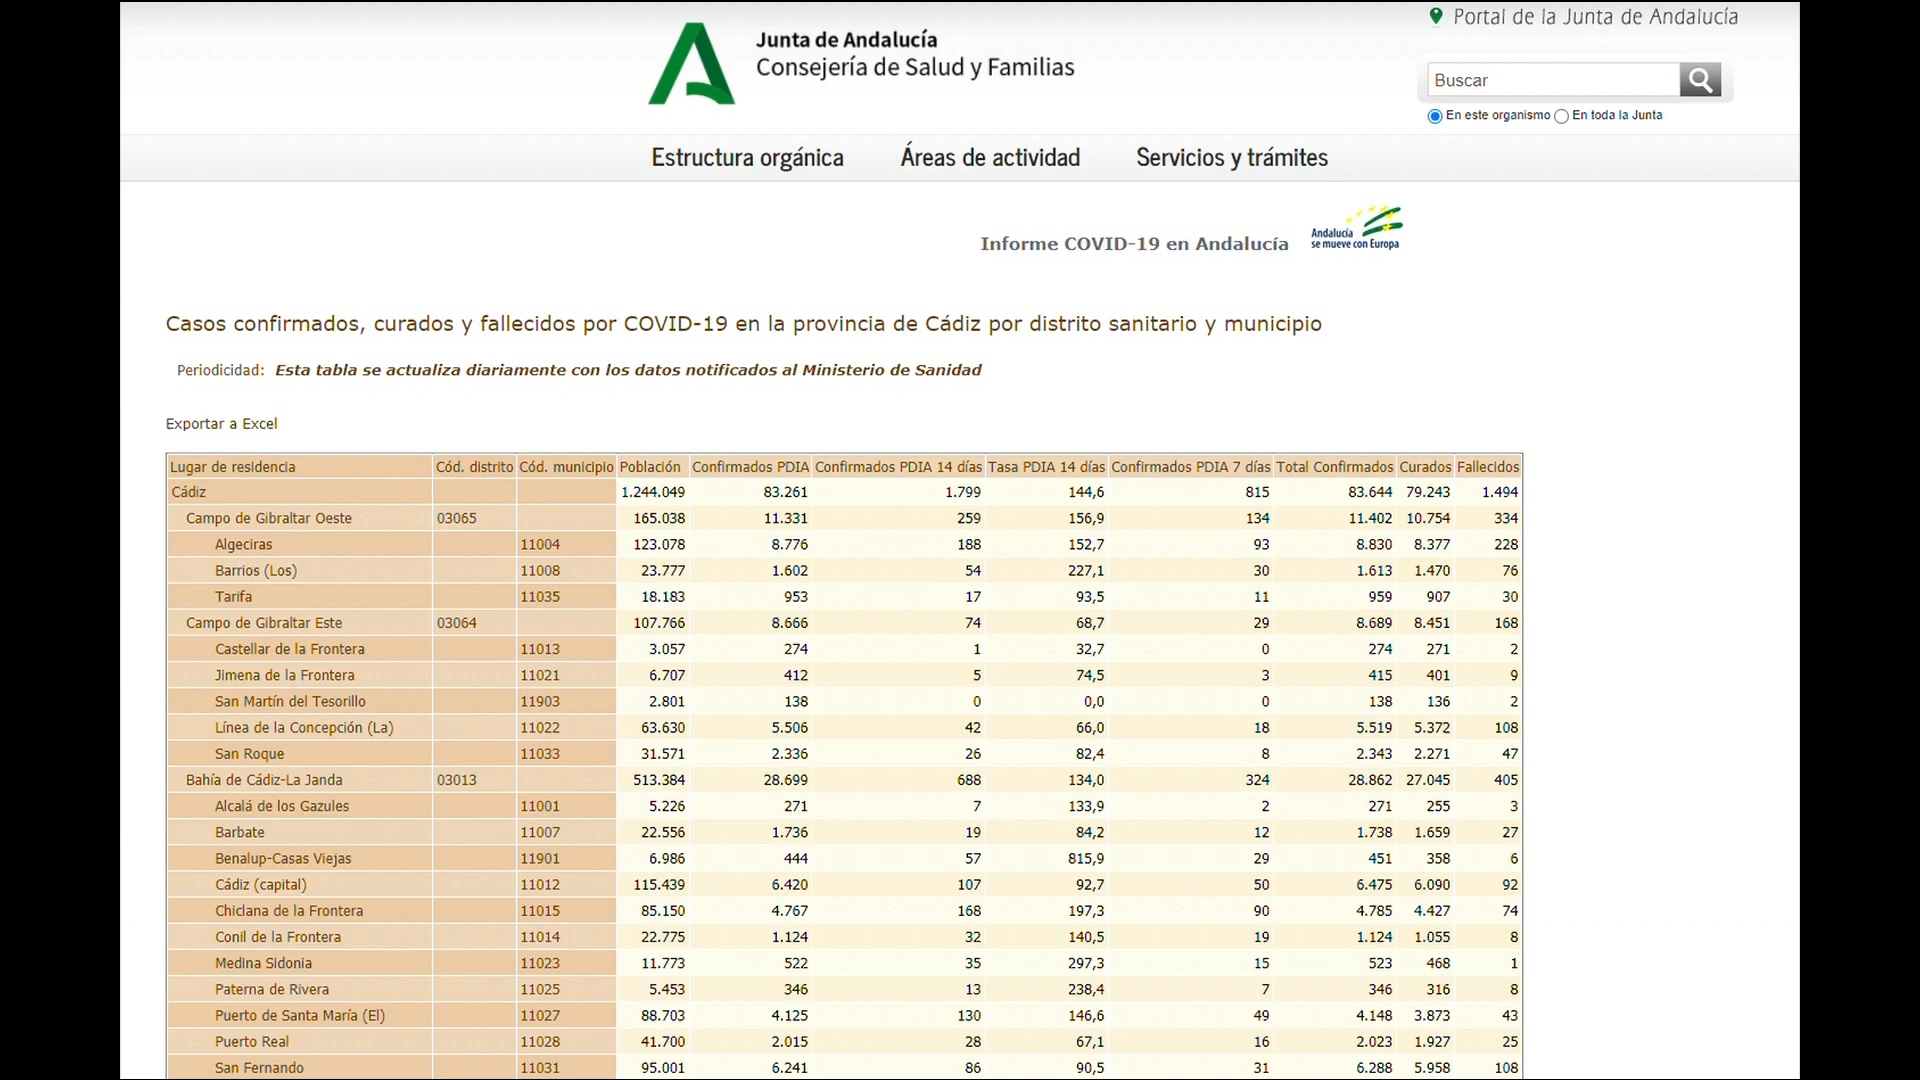 Portal de la Junta de Andalucía
Junta de Andalucía
Consejería de Salud y Familias
Buscar
En este organismo En toda la Junta
Estructura orgánica Áreas de actividad Servicios y trámites
Informe COVID-19 en Andalucía
Andalucía
se mueve con Europa
Casos confirmados, curados y fallecidos por COVID-19 en la provincia de Cádiz por distrito sanitario y municipio
Periodicidad: Esta tabla se actualiza diariamente con los datos notificados al Ministerio de Sanidad
Exportar a Excel
Lugar de residencia Cód. distrito Cód. municipio Población Confirmados PDIA Confirmados PDIA 14 días Tasa PDIA 14 días Confirmados PDIA 7 días Total Confirmados Curados Fallecidos
Cádiz 1.244.049 83.261 1.799 144,6 815 83.644 79.243 1.494
Campo de Gibraltar Oeste 03065 165.038 11.331 259 156,9 134 11.402 10.754 334
Algeciras 11004 123.078 8.776 188 152,7 93 8.830 8.377 228
Barrios (Los) 11008 23.777 1.602 54 227,1 30 1.613 1.470 76
Tarifa 11035 18.183 953 17 93,5 11 959 907 30
Campo de Gibraltar Este 03064 107.766 8.666 74 68,7 29 8.689 8.451 168
Castellar de la Frontera 11013 3.057 274 1 32,7 0 274 271 2
Jimena de la Frontera 11021 6.707 412 5 74,5 3 415 401 9
San Martín del Tesorillo 11903 2.801 138 0 0,0 0 138 136 2
Línea de la Concepción (La) 11022 63.630 5.506 42 66,0 18 5.519 5.372 108
San Roque 11033 31.571 2.336 26 82,4 8 2.343 2.271 47
Bahía de Cádiz-La Janda 03013 513.384 28.699 688 134,0 324 28.862 27.045 405
Alcalá de los Gazules 11001 5.226 271 7 133,9 2 271 255 3
Barbate 11007 22.556 1.736 19 84,2 12 1.738 1.659 27
Benalup-Casas Viejas 11901 6.986 444 57 815,9 29 451 358 6
Cádiz (capital) 11012 115.439 6.420 107 92,7 50 6.475 6.090 92
Chiclana de la Frontera 11015 85.150 4.767 168 197,3 90 4.785 4.427 74
Conil de la Frontera 11014 22.775 1.124 32 140,5 19 1.124 1.055 8
Medina Sidonia 11023 11.773 522 35 297,3 15 523 468 1
Paterna de Rivera 11025 5.453 346 13 238,4 7 346 316 8
Puerto de Santa María (El) 11027 88.703 4.125 130 146,6 49 4.148 3.873 43
Puerto Real 11028 41.700 2.015 28 67,1 16 2.023 1.927 25
San Fernando 11031 95.001 6.241 86 90,5 31 6.288 5.958 108